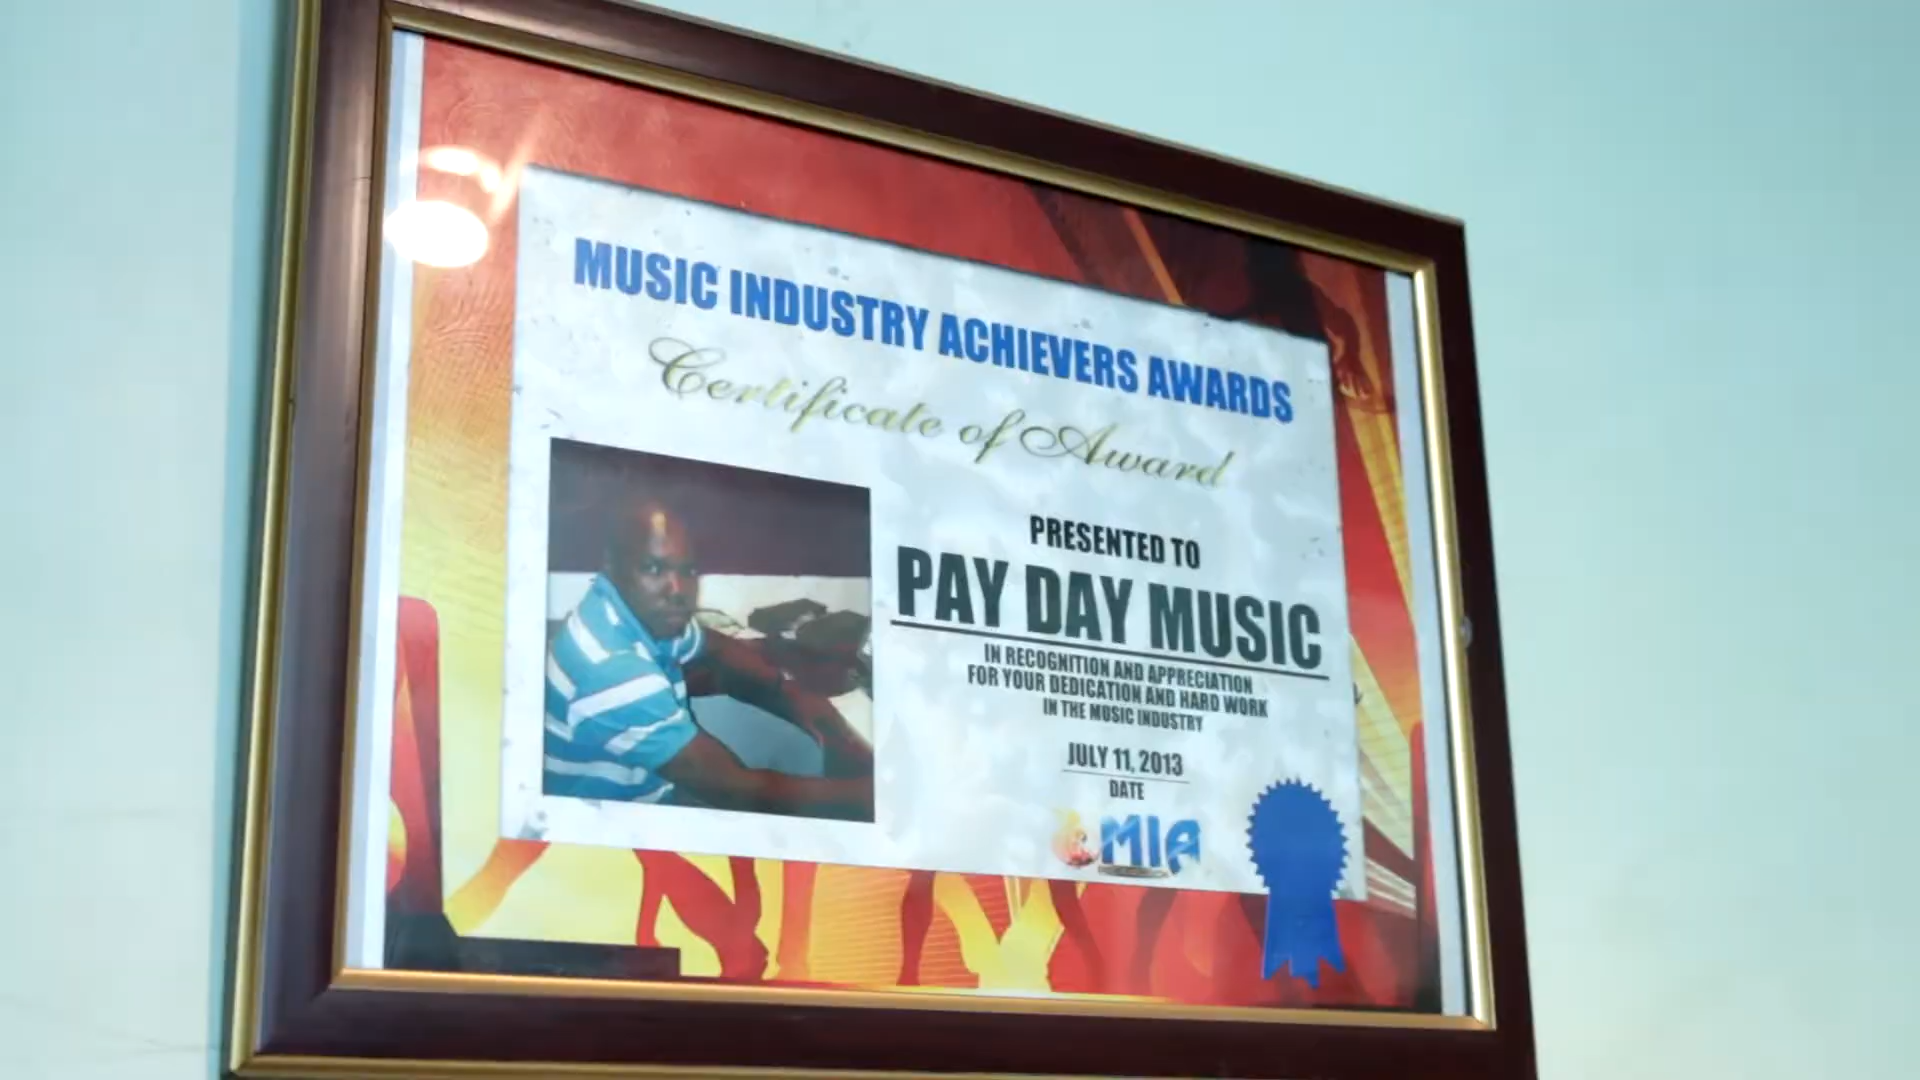 MUSIC INDUSTRY ACHIEVERS AWARDS
Certificate of Award
PRESENTED TO
PAY DAY MUSIC
IN RECOGNITION AND APPRECIATION
FOR YOUR DEDICATION AND HARD WORK
IN THE MUSIC INDUSTRY
JULY 11, 2013
DATE
MIA